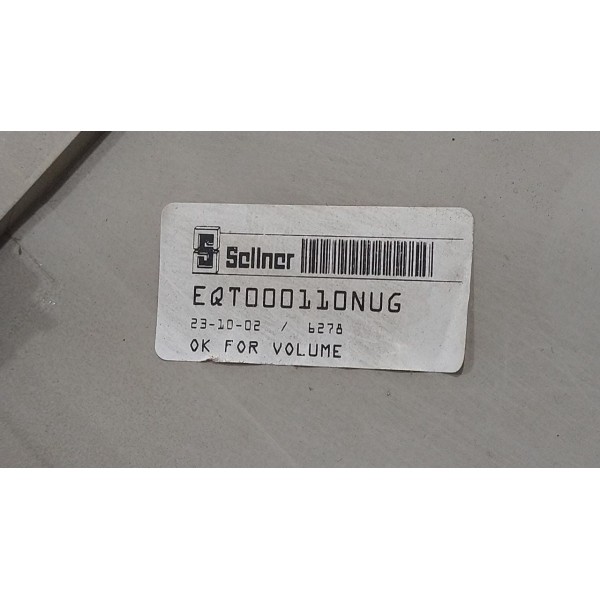 Sellner
EQT000110NUG
23-10-02 / 6278
OK FOR VOLUME